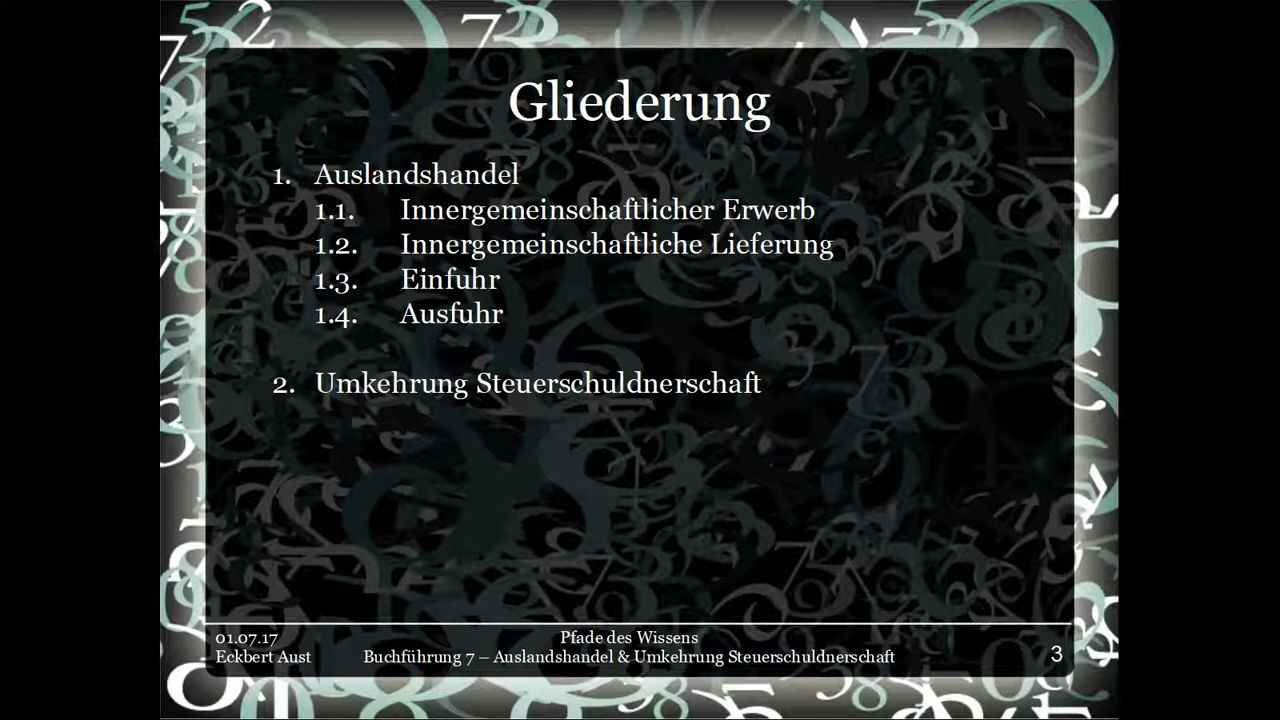 Gliederung
1. Auslandshandel
1.1. Innergemeinschaftlicher Erwerb
1.2. Innergemeinschaftliche Lieferung
1.3. Einfuhr
1.4. Ausfuhr
2. Umkehrung Steuerschuldnerschaft
01.07.17 Pfade des Wissens
Eckbert Aust Buchführung 7 – Auslandshandel & Umkehrung Steuerschuldnerschaft 3